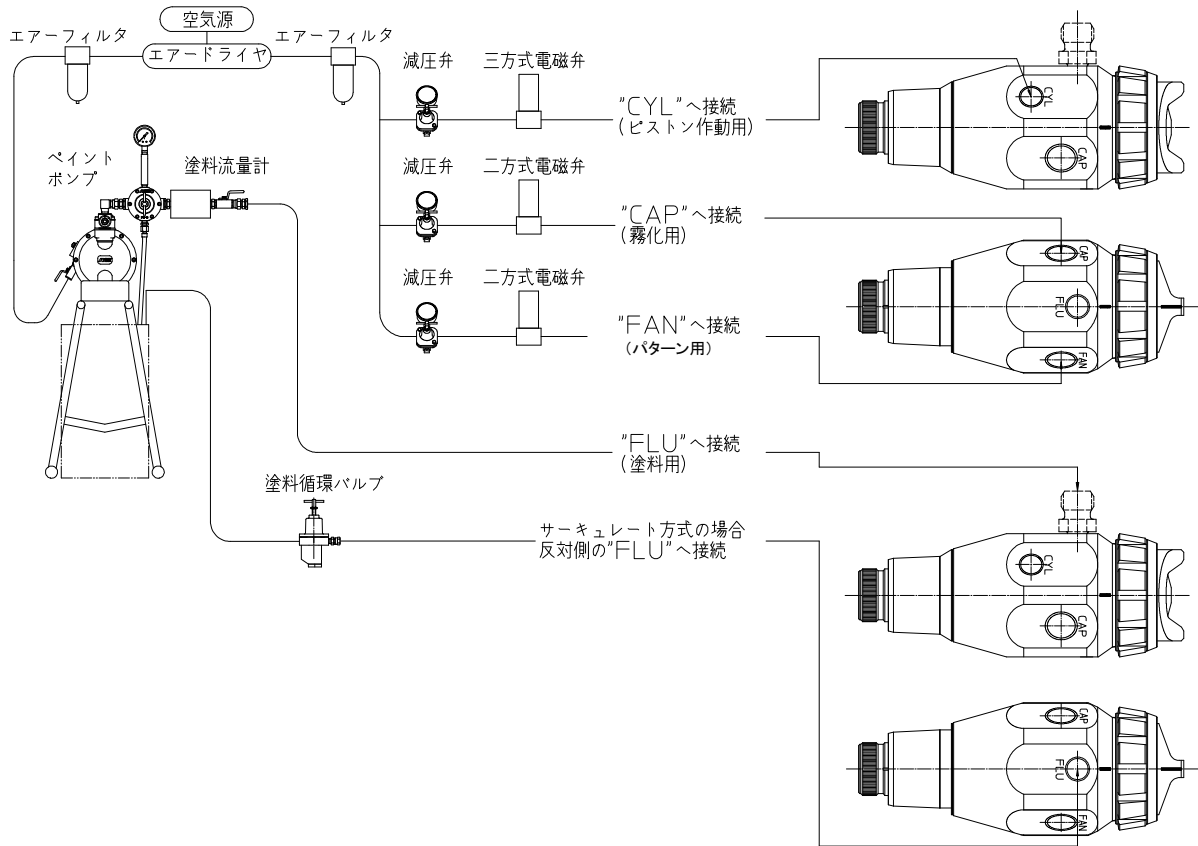 空気源
エアーフィルタ
エアードライヤ
エアーフィルタ
減圧弁
三方式電磁弁
"CYL"へ接続
(ピストン作動用)
CYL
CAP
ペイント
ポンプ
塗料流量計
減圧弁
二方式電磁弁
"CAP"へ接続
(霧化用)
CAP
FLU
FAN
減圧弁
二方式電磁弁
"FAN"へ接続
(パターン用)
"FLU"へ接続
(塗料用)
塗料循環バルブ
サーキュレート方式の場合
反対側の"FLU"へ接続
CYL
CAP
CAP
FLU
FAN